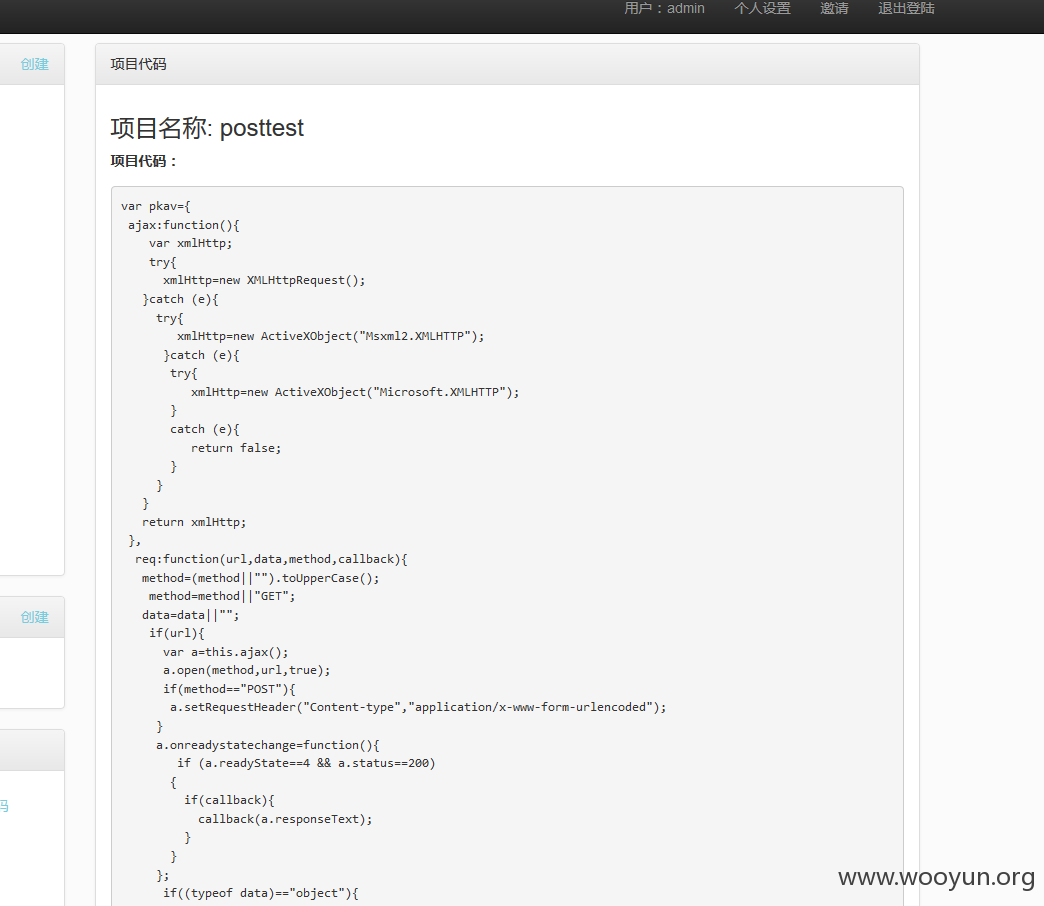 用户：admin 个人设置 邀请 退出登陆
创建
项目代码
项目名称: posttest
项目代码：
var pkav={
ajax:function(){
var xmlHttp;
try{
xmlHttp=new XMLHttpRequest();
}catch (e){
try{
xmlHttp=new ActiveXObject("Msxml2.XMLHTTP");
}catch (e){
try{
xmlHttp=new ActiveXObject("Microsoft.XMLHTTP");
}
catch (e){
return false;
}
}
}
return xmlHttp;
},
req:function(url,data,method,callback){
method=(method||"").toUpperCase();
method=method||"GET";
data=data||"";
if(url){
var a=this.ajax();
a.open(method,url,true);
if(method=="POST"){
a.setRequestHeader("Content-type","application/x-www-form-urlencoded");
}
a.onreadystatechange=function(){
if (a.readyState==4 && a.status==200)
{
if(callback){
callback(a.responseText);
}
}
};
if((typeof data)=="object"){
创建
码
www.wooyun.org